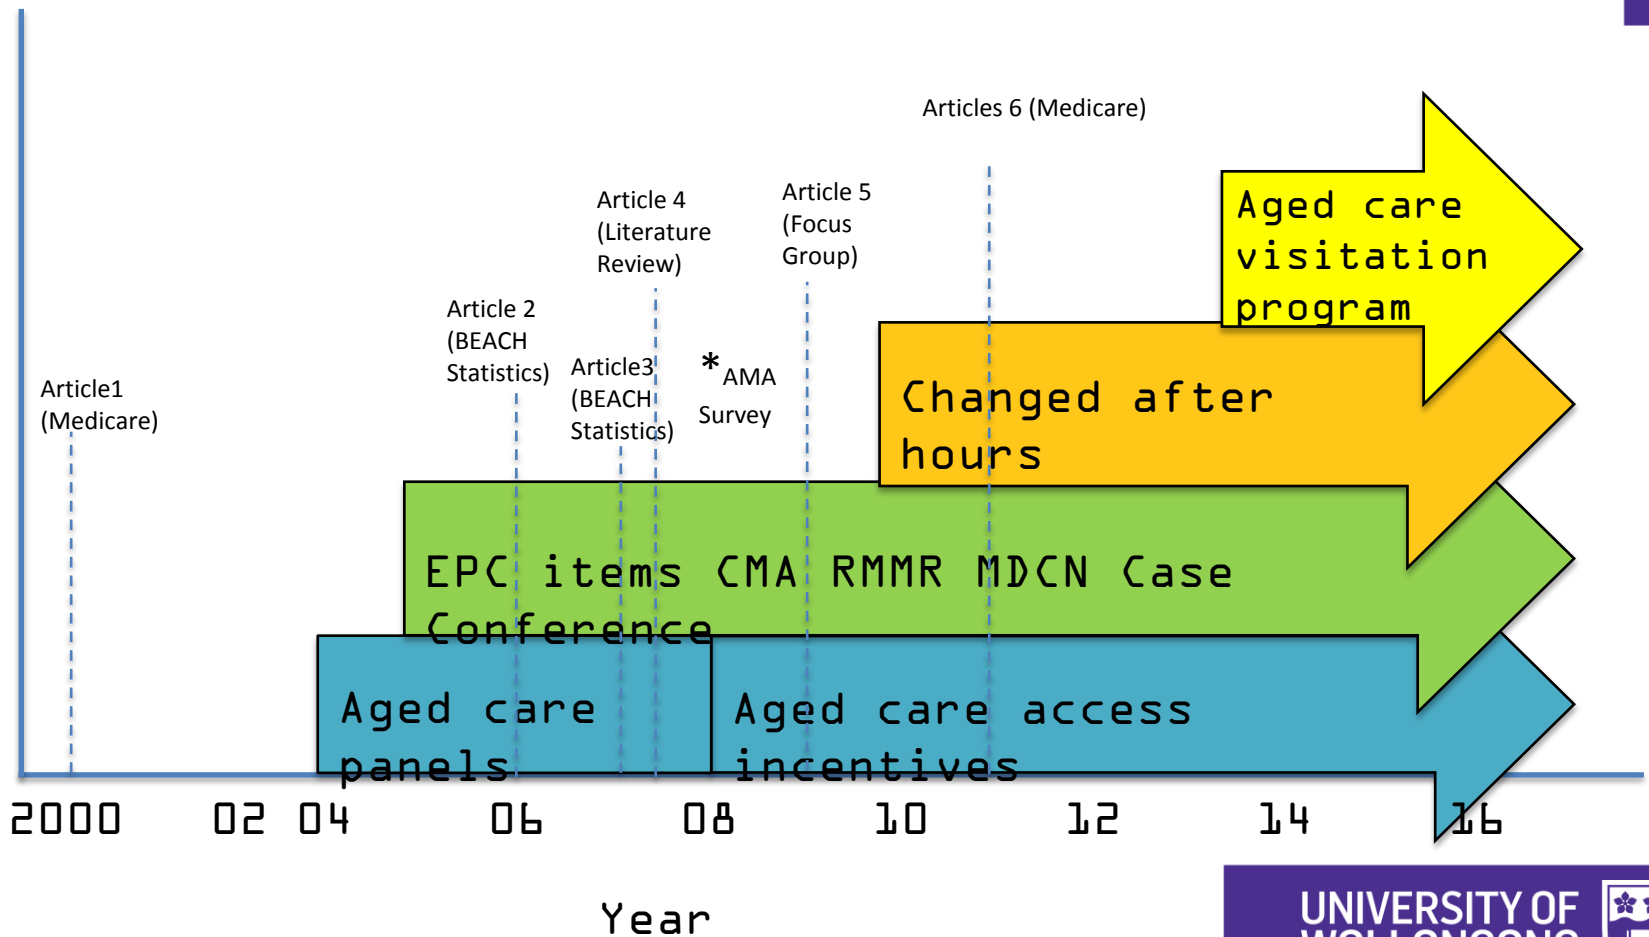 Articles 6 (Medicare)
Article 4
(Literature
Review)
Article 5
(Focus
Group)
Aged care
visitation
program
Article 2
(BEACH
Statistics)
Article3
(BEACH
Statistics)
*AMA
Survey
Article1
(Medicare)
Changed after
hours
EPC items CMA RMMR MDCN Case
Conference
Aged care
panels
Aged care access
incentives
2000 02 04 06 08 10 12 14 16
Year
UNIVERSITY OF